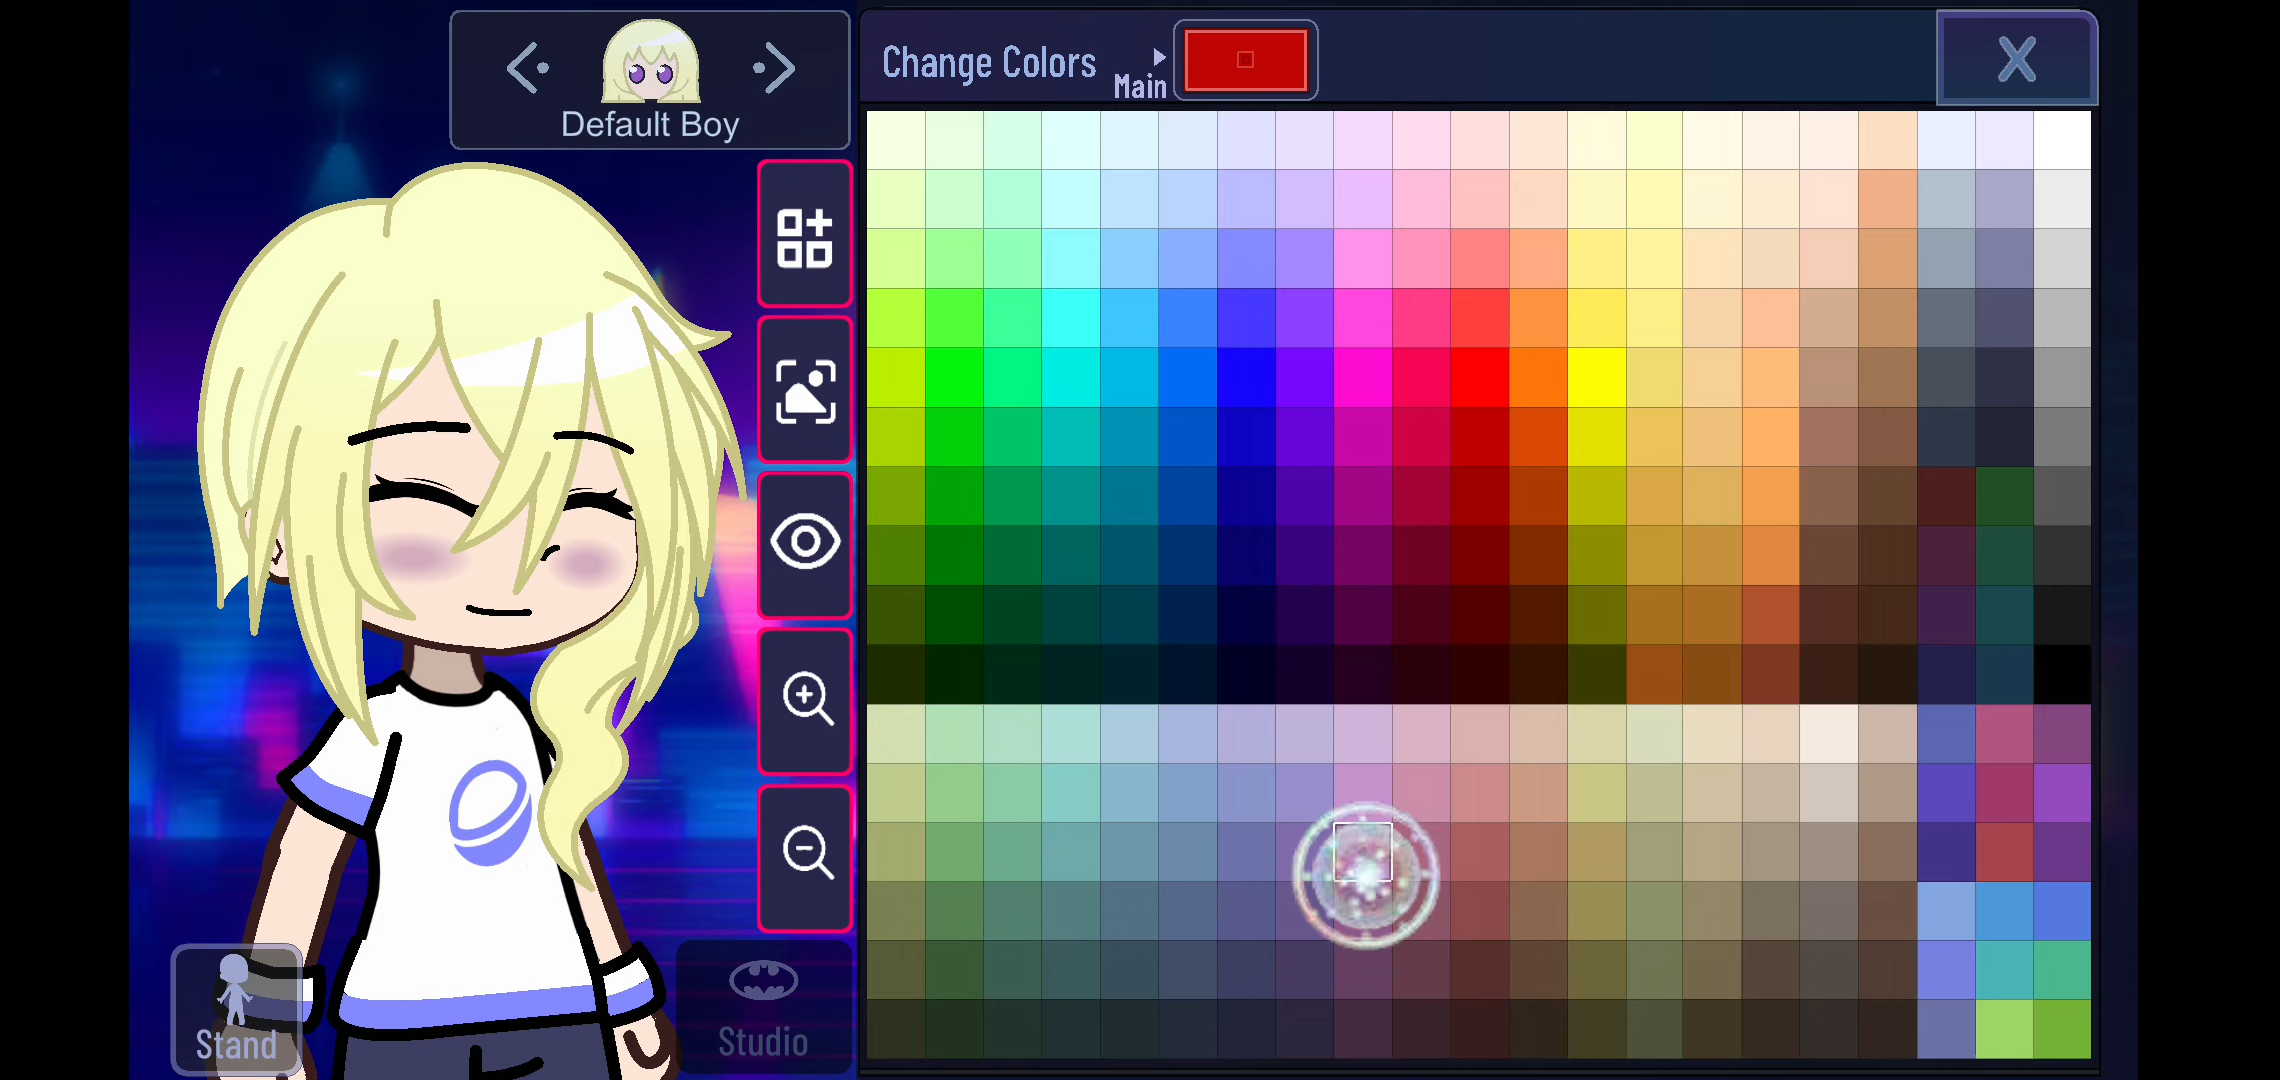 Default Boy
Change Colors
Main
X
Stand
Studio